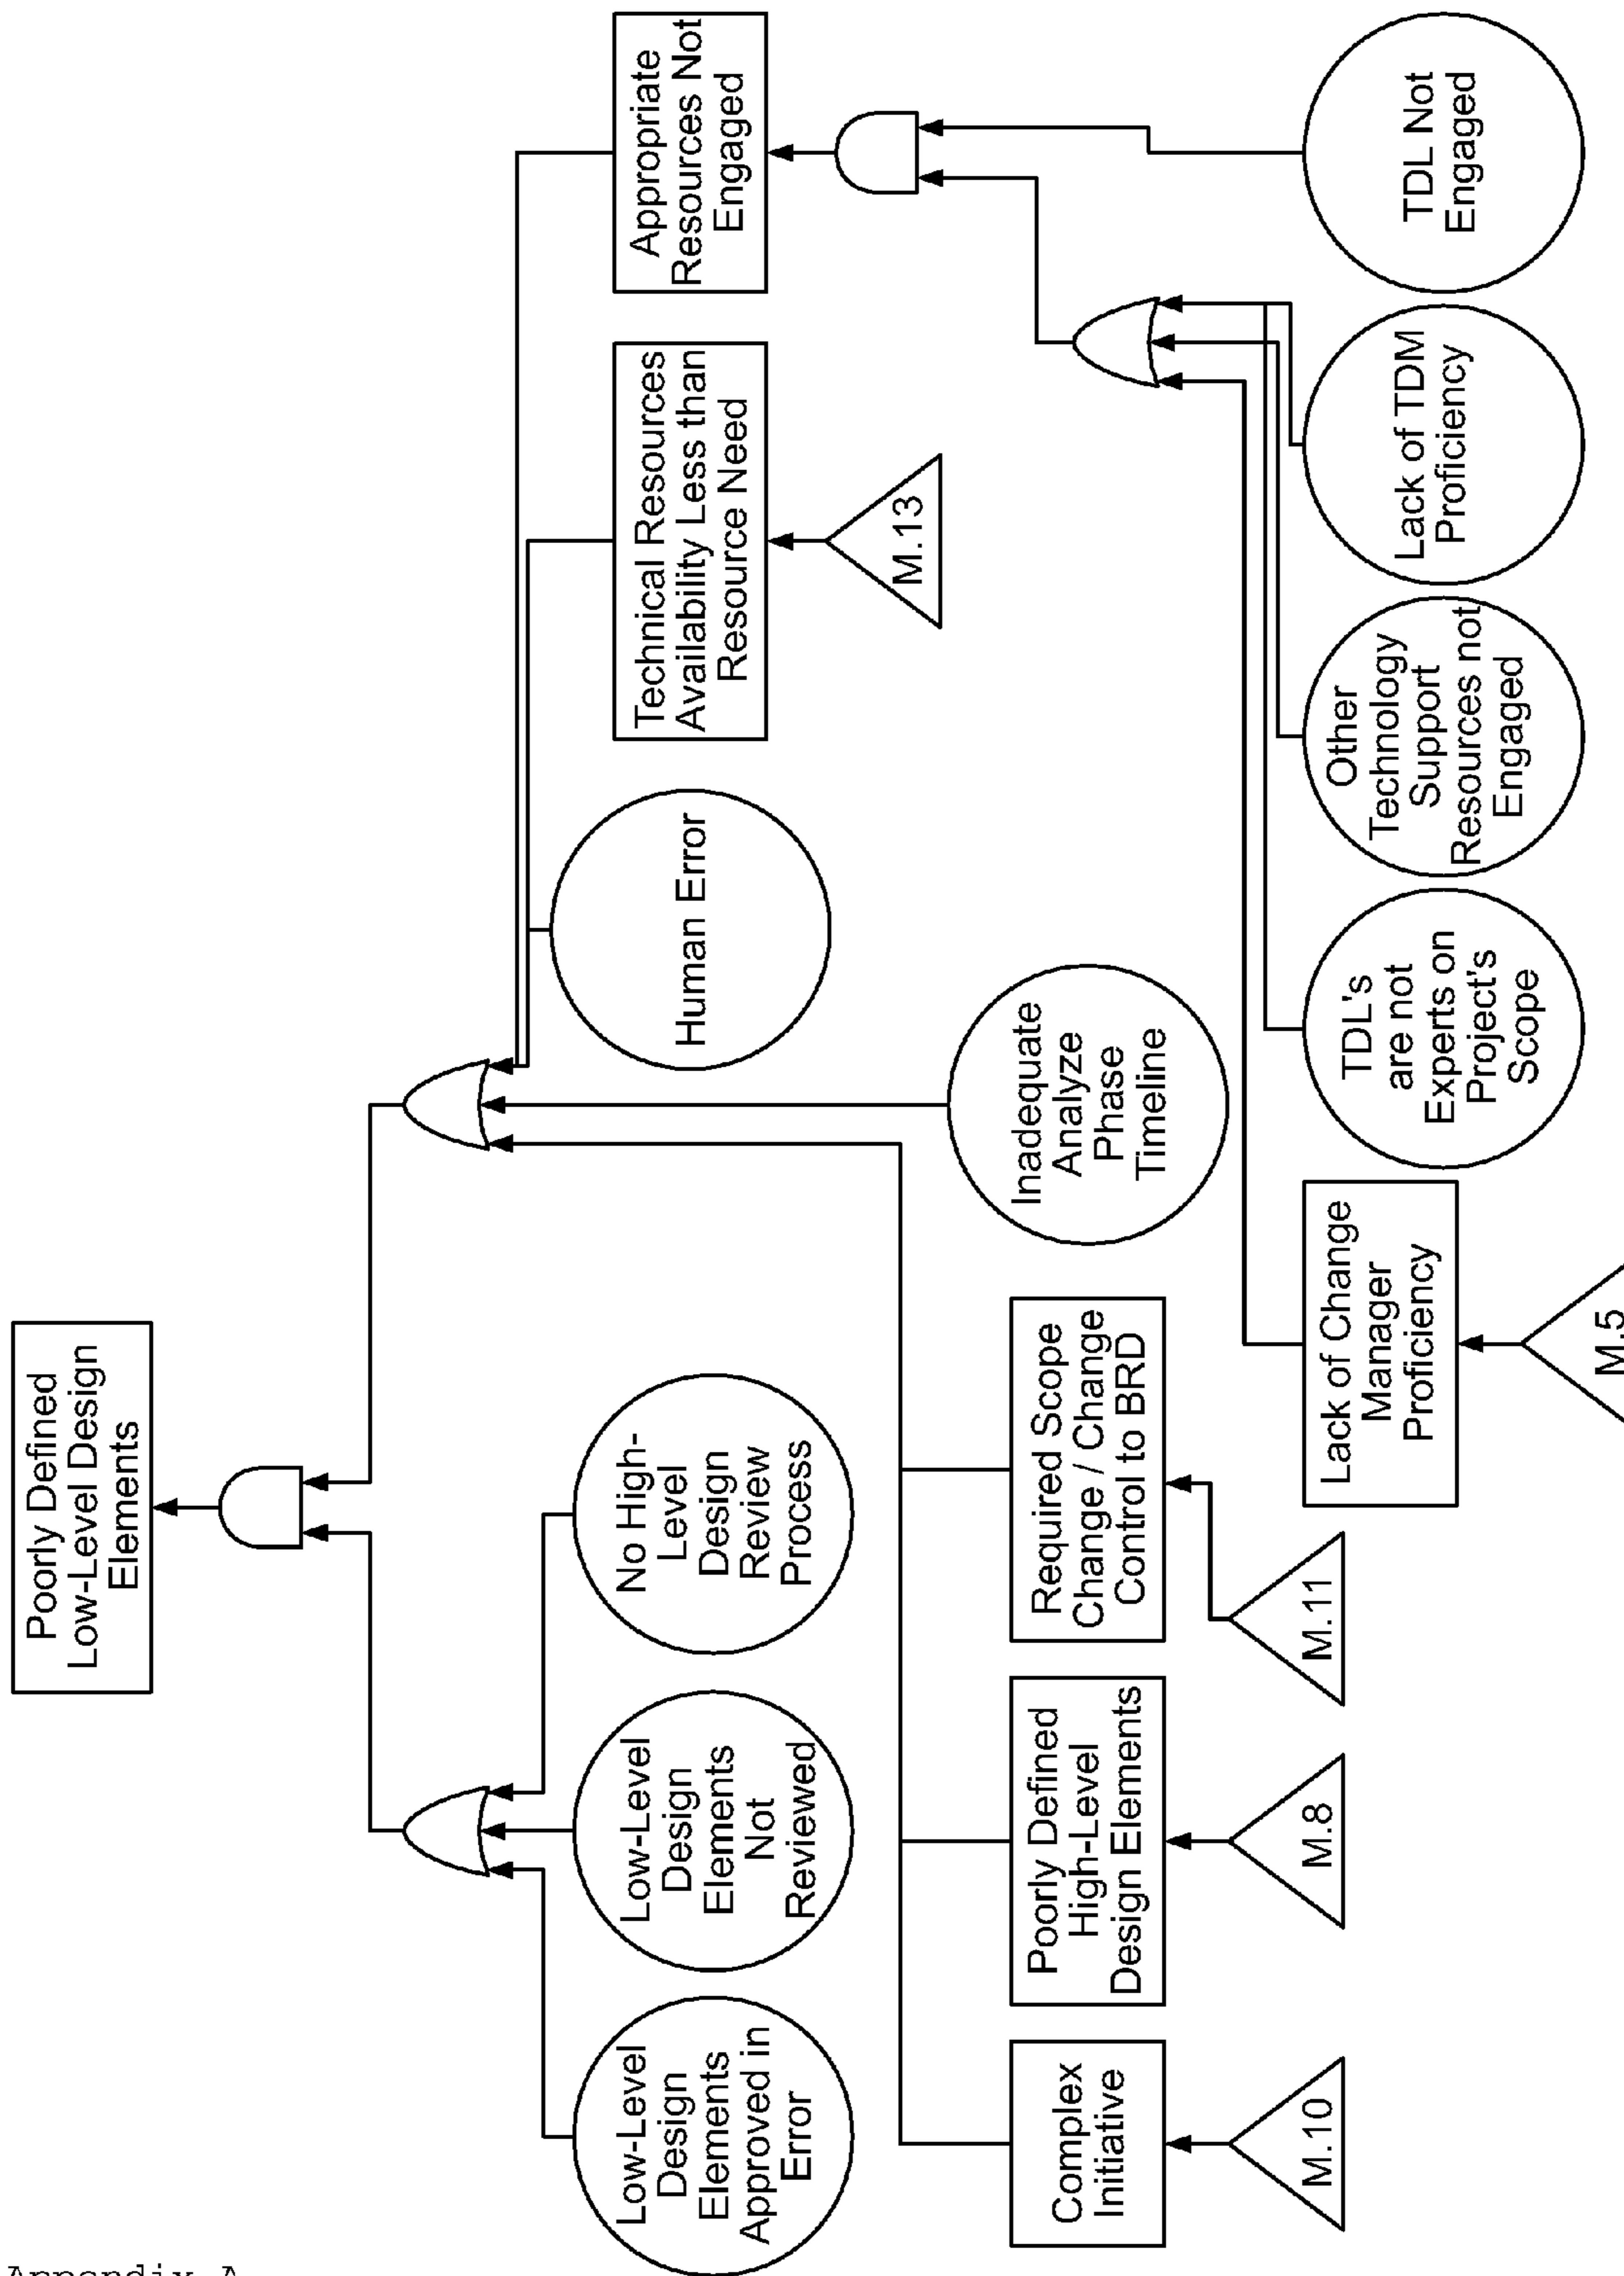 Poorly Defined
Low-Level Design
Elements
Low-Level
Design
Elements
Approved in
Error
Low-Level
Design
Elements
Not
Reviewed
No High-
Level
Design
Review
Process
Human Error
Technical Resources
Availability Less than
Resource Need
M.13
Appropriate
Resources Not
Engaged
Complex
Initiative
M.10
Poorly Defined
High-Level
Design Elements
M.8
Required Scope
Change / Change
Control to BRD
M.11
Inadequate
Analyze
Phase
Timeline
Lack of Change
Manager
Proficiency
M.5
TDL's
are not
Experts on
Project's
Scope
Other
Technology
Support
Resources not
Engaged
Lack of TDM
Proficiency
TDL Not
Engaged
Appendix A